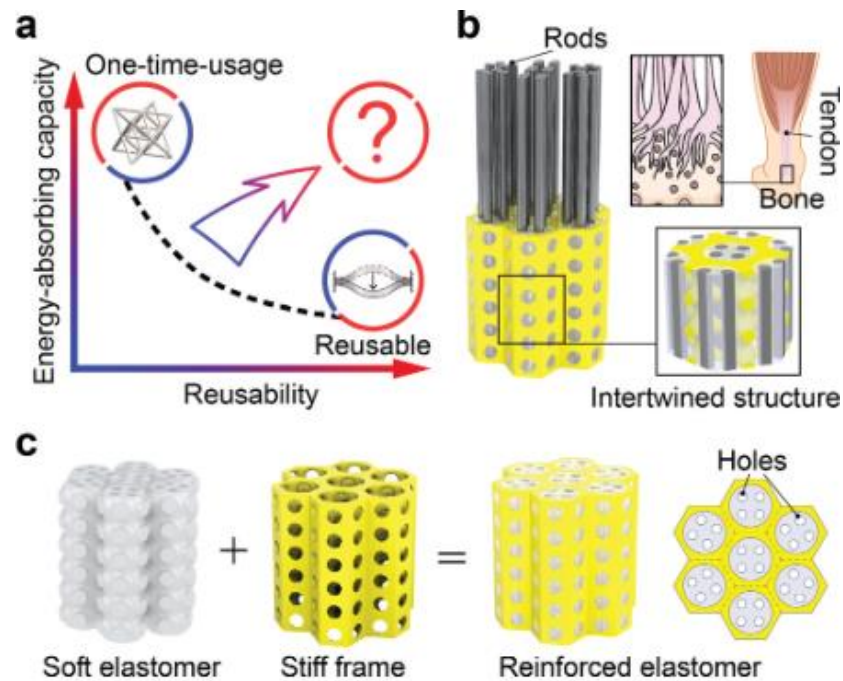 a
One-time-usage
Energy-absorbing capacity
?
Reusable
Reusability
b
Rods
Tendon
Bone
Intertwined structure
c
Holes
+
=
Soft elastomer
Stiff frame
Reinforced elastomer